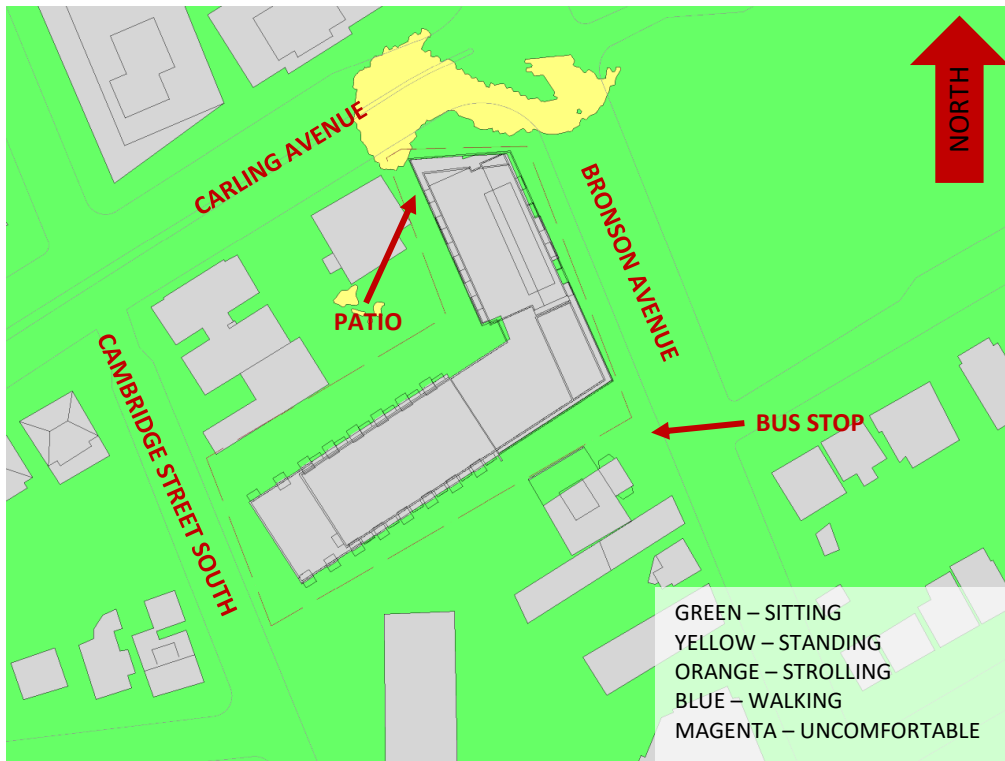 NORTH
CARLING AVENUE
BRONSON AVENUE
PATIO
CAMBRIDGE STREET SOUTH
BUS STOP
GREEN – SITTING
YELLOW – STANDING
ORANGE – STROLLING
BLUE – WALKING
MAGENTA – UNCOMFORTABLE